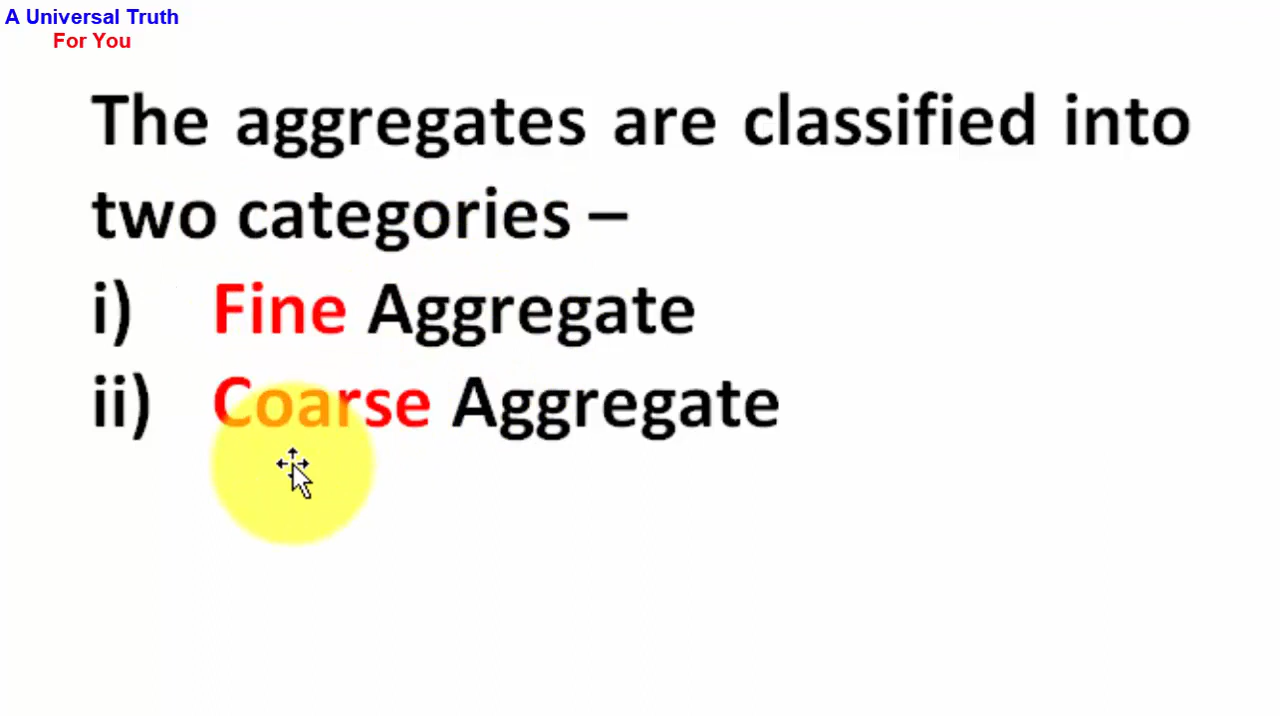 A Universal Truth
For You
The aggregates are classified into
two categories –
i) Fine Aggregate
ii) Coarse Aggregate